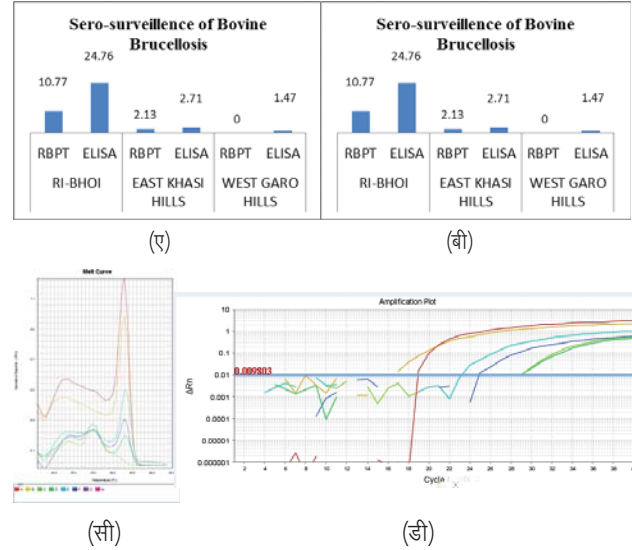 Sero-surveillence of Bovine
Brucellosis
24.76
10.77
2.13
2.71
0
1.47
RBPT ELISA RBPT ELISA RBPT ELISA
RI-BHOI EAST KHASI HILLS WEST GARO HILLS
(ए)
Sero-surveillence of Bovine
Brucellosis
24.76
10.77
2.13
2.71
0
1.47
RBPT ELISA RBPT ELISA RBPT ELISA
RI-BHOI EAST KHASI HILLS WEST GARO HILLS
(बी)
Melt Curve
(सी)
Amplification Plot
10
1
0.1
0.009803
0.01
0.001
0.0001
0.00001
0.000001
ΔRn
2 4 6 8 10 12 14 16 18 20 22 24 26 28 30 32 34 36 38
Cycle
(डी)